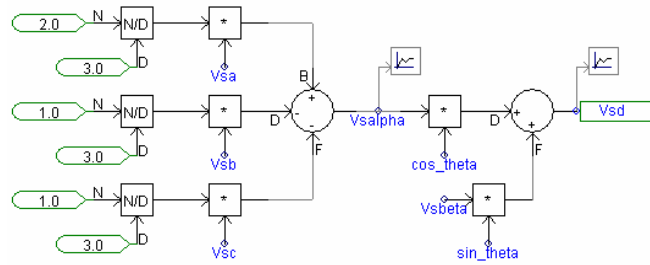 2.0 N N/D * B
3.0 D Vsa
1.0 N N/D * D + - - Vsalpha * D + + Vsd
3.0 D Vsb F cos_theta F
1.0 N N/D * Vsbeta *
3.0 D Vsc sin_theta